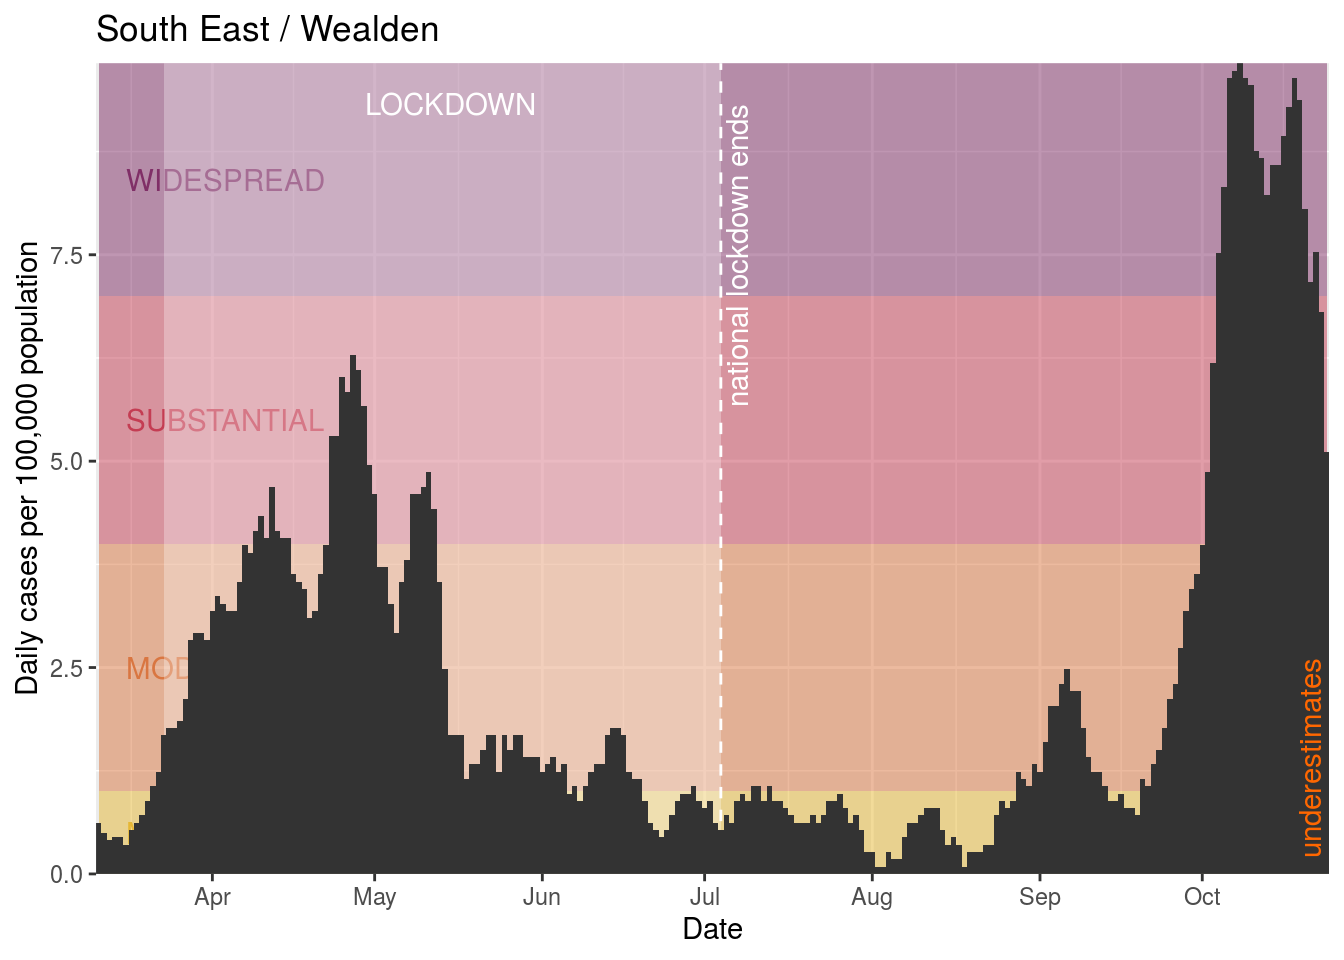 South East / Wealden
LOCKDOWN
national lockdown ends
WIDESPREAD
SUBSTANTIAL
MOD
underestimates
Daily cases per 100,000 population
7.5
5.0
2.5
0.0
Apr May Jun Jul Aug Sep Oct
Date